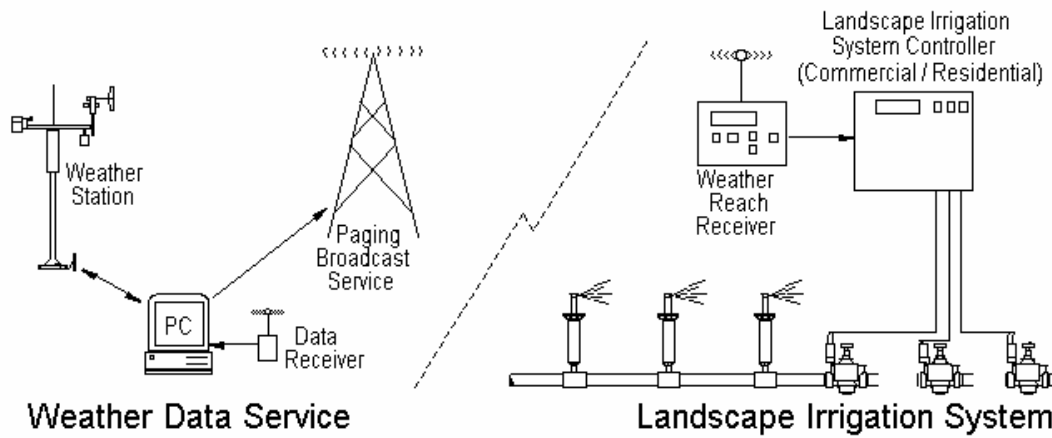 Weather
Station
Paging
Broadcast
Service
PC
Data
Receiver
Weather Data Service
Landscape Irrigation
System Controller
(Commercial / Residential)
Weather
Reach
Receiver
Landscape Irrigation System